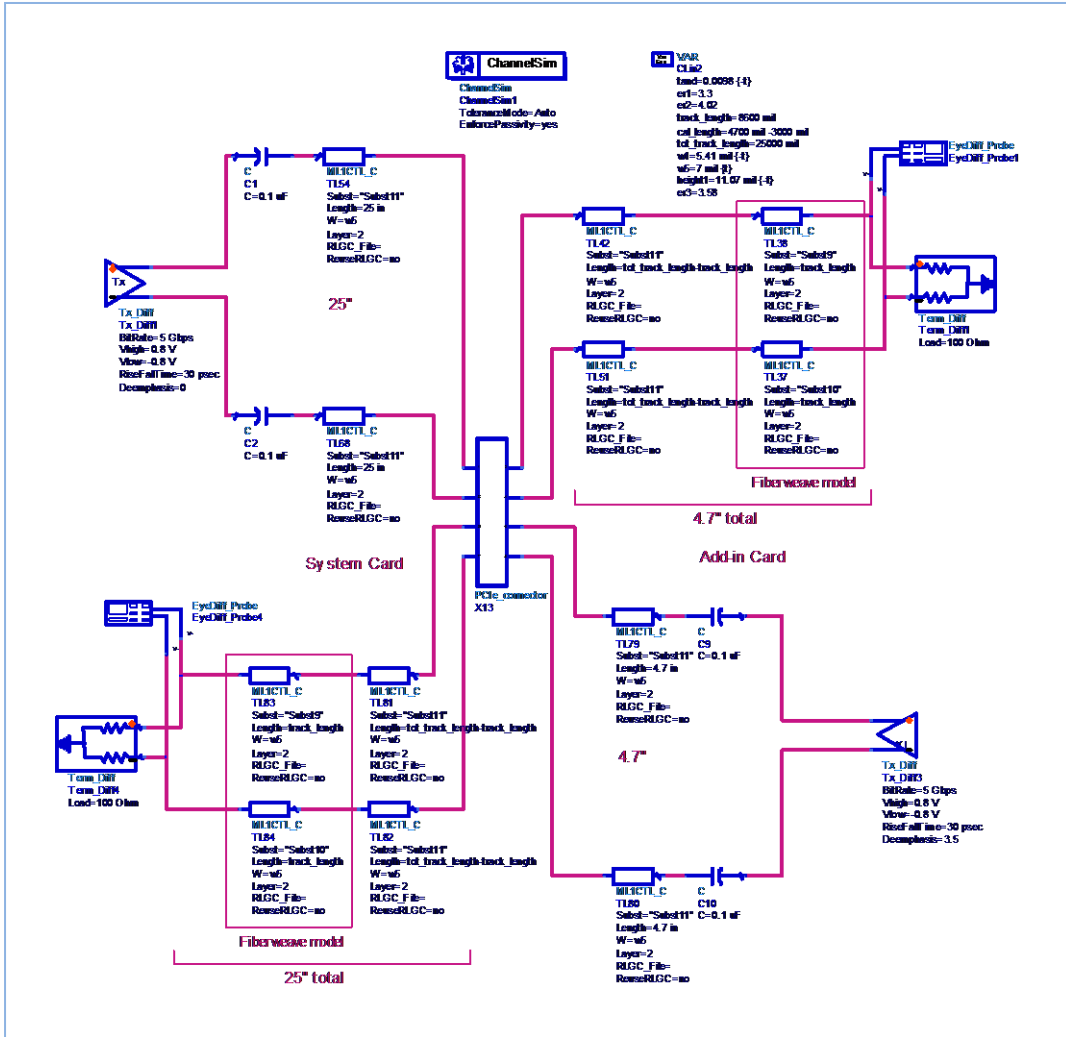 ChannelSim
ChannelSim
ChannelSim1
ToleranceMode=Auto
EnforcePassivity=yes
VAR
tand=0.0098 {-t}
er1=3.3
er2=4.02
track_length=8500 mil
cal_length=4700 mil -3000 mil
tot_track_length=25000 mil
w4=5.41 mil {-t}
w5=7 mil {t}
height1=11.07 mil {-t}
er3=3.58
EyeDiff_Probe
EyeDiff_Probe1
C
C1
C=0.1 uF
ML1CTL_C
TL54
Subst="Subst11"
Length=25 in
W=w5
Layer=2
RLGC_File=
ReuseRLGC=no
ML1CTL_C
TL42
Subst="Subst11"
Length=tot_track_length-track_length
W=w5
Layer=2
RLGC_File=
ReuseRLGC=no
ML1CTL_C
TL38
Subst="Subst9"
Length=track_length
W=w5
Layer=2
RLGC_File=
ReuseRLGC=no
Term_Diff
Term_Diff1
Load=100 Ohm
Tx
Tx_Diff
Tx_Diff1
BitRate=5 Gbps
Vhigh=0.8 V
Vlow=-0.8 V
RiseFallTime=30 psec
Deemphasis=0
25"
ML1CTL_C
TL51
Subst="Subst11"
Length=tot_track_length-track_length
W=w5
Layer=2
RLGC_File=
ReuseRLGC=no
ML1CTL_C
TL37
Subst="Subst10"
Length=track_length
W=w5
Layer=2
RLGC_File=
ReuseRLGC=no
C
C2
C=0.1 uF
ML1CTL_C
TL68
Subst="Subst11"
Length=25 in
W=w5
Layer=2
RLGC_File=
ReuseRLGC=no
Fiberweave model
4.7" total
System Card
Add-in Card
PCIe_connector
X13
EyeDiff_Probe
EyeDiff_Probe4
ML1CTL_C
TL79
Subst="Subst11"
Length=4.7 in
W=w5
Layer=2
RLGC_File=
ReuseRLGC=no
C
C9
C=0.1 uF
ML1CTL_C
TL83
Subst="Subst9"
Length=track_length
W=w5
Layer=2
RLGC_File=
ReuseRLGC=no
ML1CTL_C
TL81
Subst="Subst11"
Length=tot_track_length-track_length
W=w5
Layer=2
RLGC_File=
ReuseRLGC=no
Term_Diff
Term_Diff4
Load=100 Ohm
4.7"
Tx_Diff
Tx_Diff3
BitRate=5 Gbps
Vhigh=0.8 V
Vlow=-0.8 V
RiseFallTime=30 psec
Deemphasis=3.5
ML1CTL_C
TL84
Subst="Subst10"
Length=track_length
W=w5
Layer=2
RLGC_File=
ReuseRLGC=no
ML1CTL_C
TL82
Subst="Subst11"
Length=tot_track_length-track_length
W=w5
Layer=2
RLGC_File=
ReuseRLGC=no
ML1CTL_C
TL80
Subst="Subst11"
Length=4.7 in
W=w5
Layer=2
RLGC_File=
ReuseRLGC=no
C
C10
C=0.1 uF
Fiberweave model
25" total